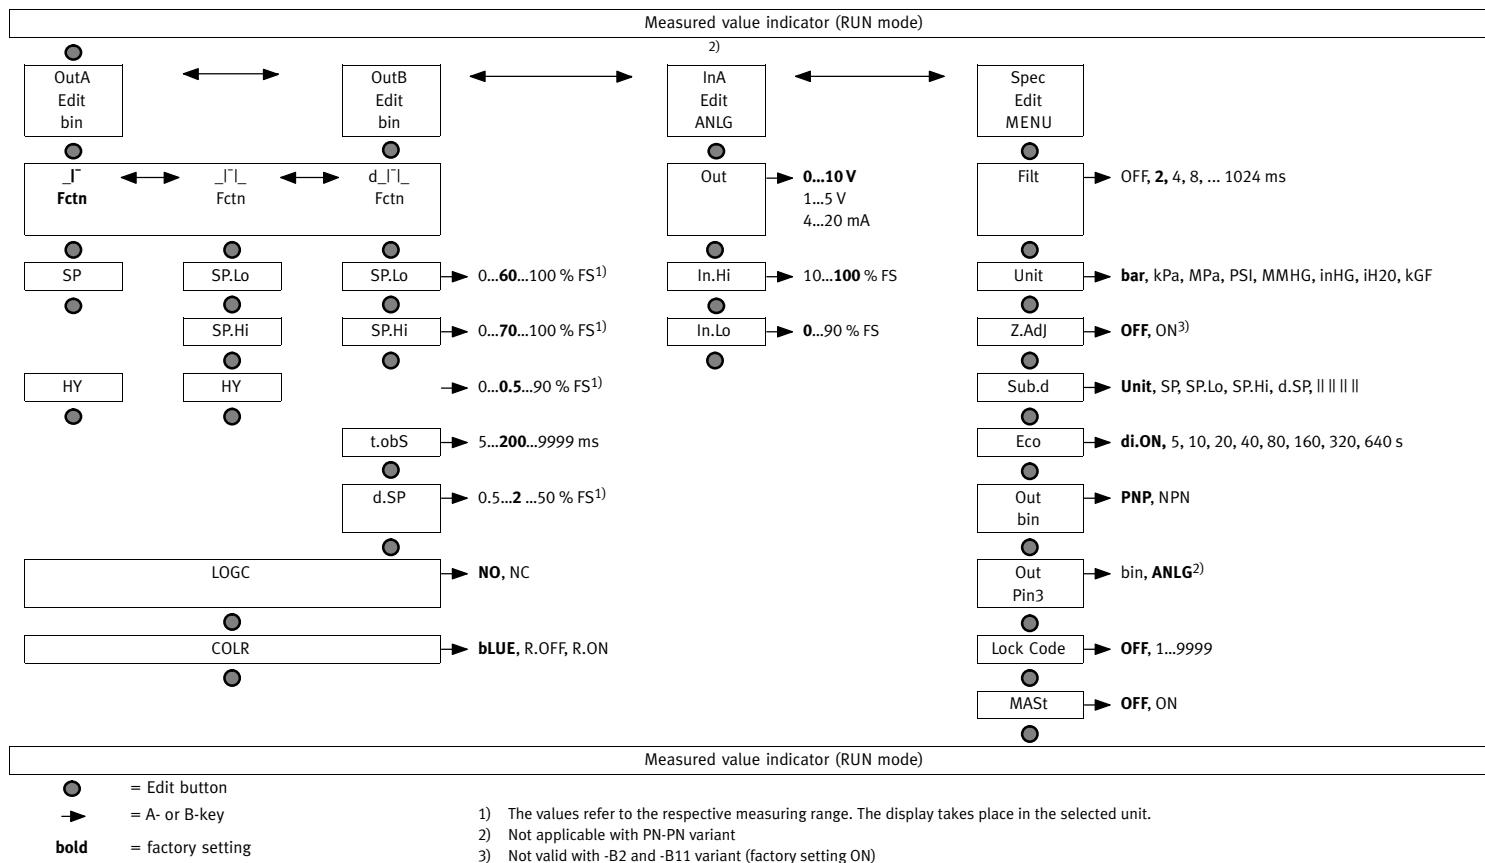 Measured value indicator (RUN mode)
2)
OutA
Edit
bin
OutB
Edit
bin
InA
Edit
ANLG
Spec
Edit
MENU
_|¯
Fctn
_|¯|_
Fctn
d_|¯|_
Fctn
Out
0...10 V
1...5 V
4...20 mA
Filt
OFF, 2, 4, 8, ... 1024 ms
SP
SP.Lo
SP.Lo
0...60...100 % FS1)
In.Hi
10...100 % FS
Unit
bar, kPa, MPa, PSI, MMHG, inHG, iH20, kGF
SP.Hi
SP.Hi
0...70...100 % FS1)
In.Lo
0...90 % FS
Z.AdJ
OFF, ON3)
HY
HY
0...0.5...90 % FS1)
Sub.d
Unit, SP, SP.Lo, SP.Hi, d.SP, || || || ||
t.obS
5...200...9999 ms
Eco
di.ON, 5, 10, 20, 40, 80, 160, 320, 640 s
d.SP
0.5...2 ...50 % FS1)
Out
bin
PNP, NPN
LOGC
NO, NC
Out
Pin3
bin, ANLG2)
COLR
bLUE, R.OFF, R.ON
Lock Code
OFF, 1...9999
MASt
OFF, ON
Measured value indicator (RUN mode)
= Edit button
= A- or B-key
bold = factory setting
1) The values refer to the respective measuring range. The display takes place in the selected unit.
2) Not applicable with PN-PN variant
3) Not valid with -B2 and -B11 variant (factory setting ON)